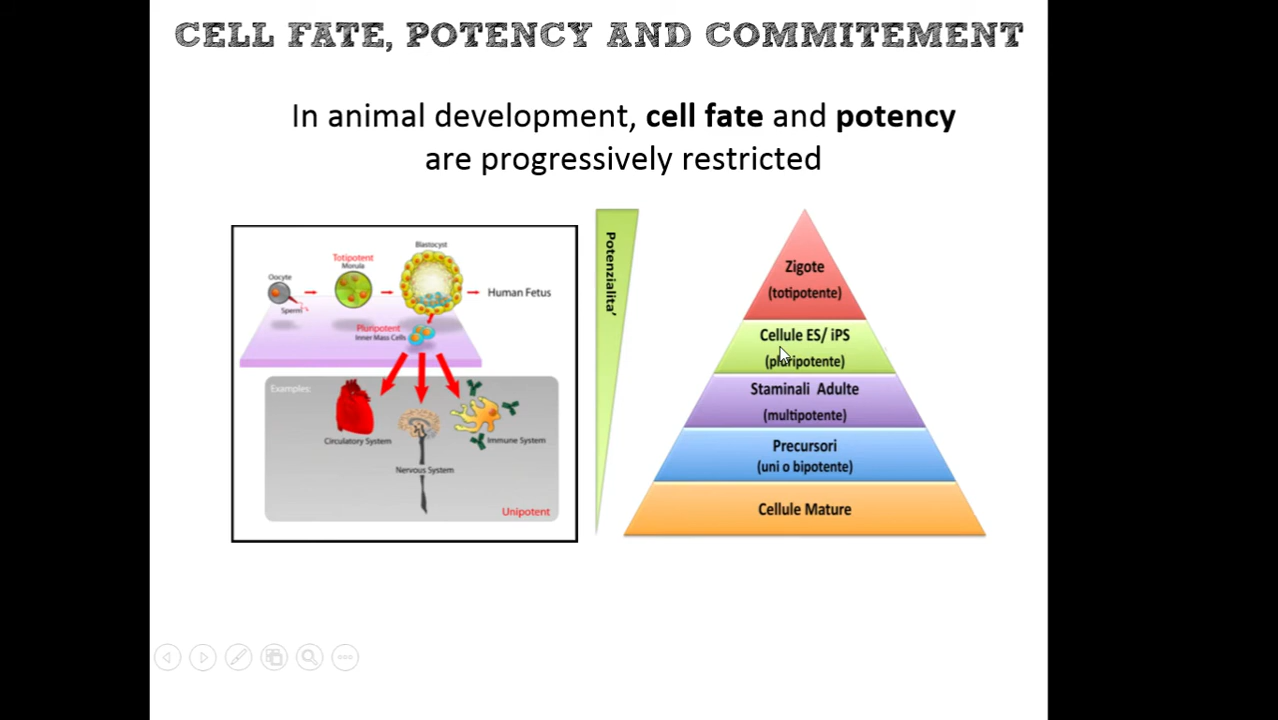 CELL FATE, POTENCY AND COMMITEMENT
In animal development, cell fate and potency
are progressively restricted
Blastocyst
Totipotent
Morula
Oocyte
Sperm
Human Fetus
Pluripotent
Inner Mass Cells
Examples:
Circulatory System
Immune System
Nervous System
Unipotent
Potenzialita'
Zigote
(totipotente)
Cellule ES/ iPS
(pluripotente)
Staminali Adulte
(multipotente)
Precursori
(uni o bipotente)
Cellule Mature